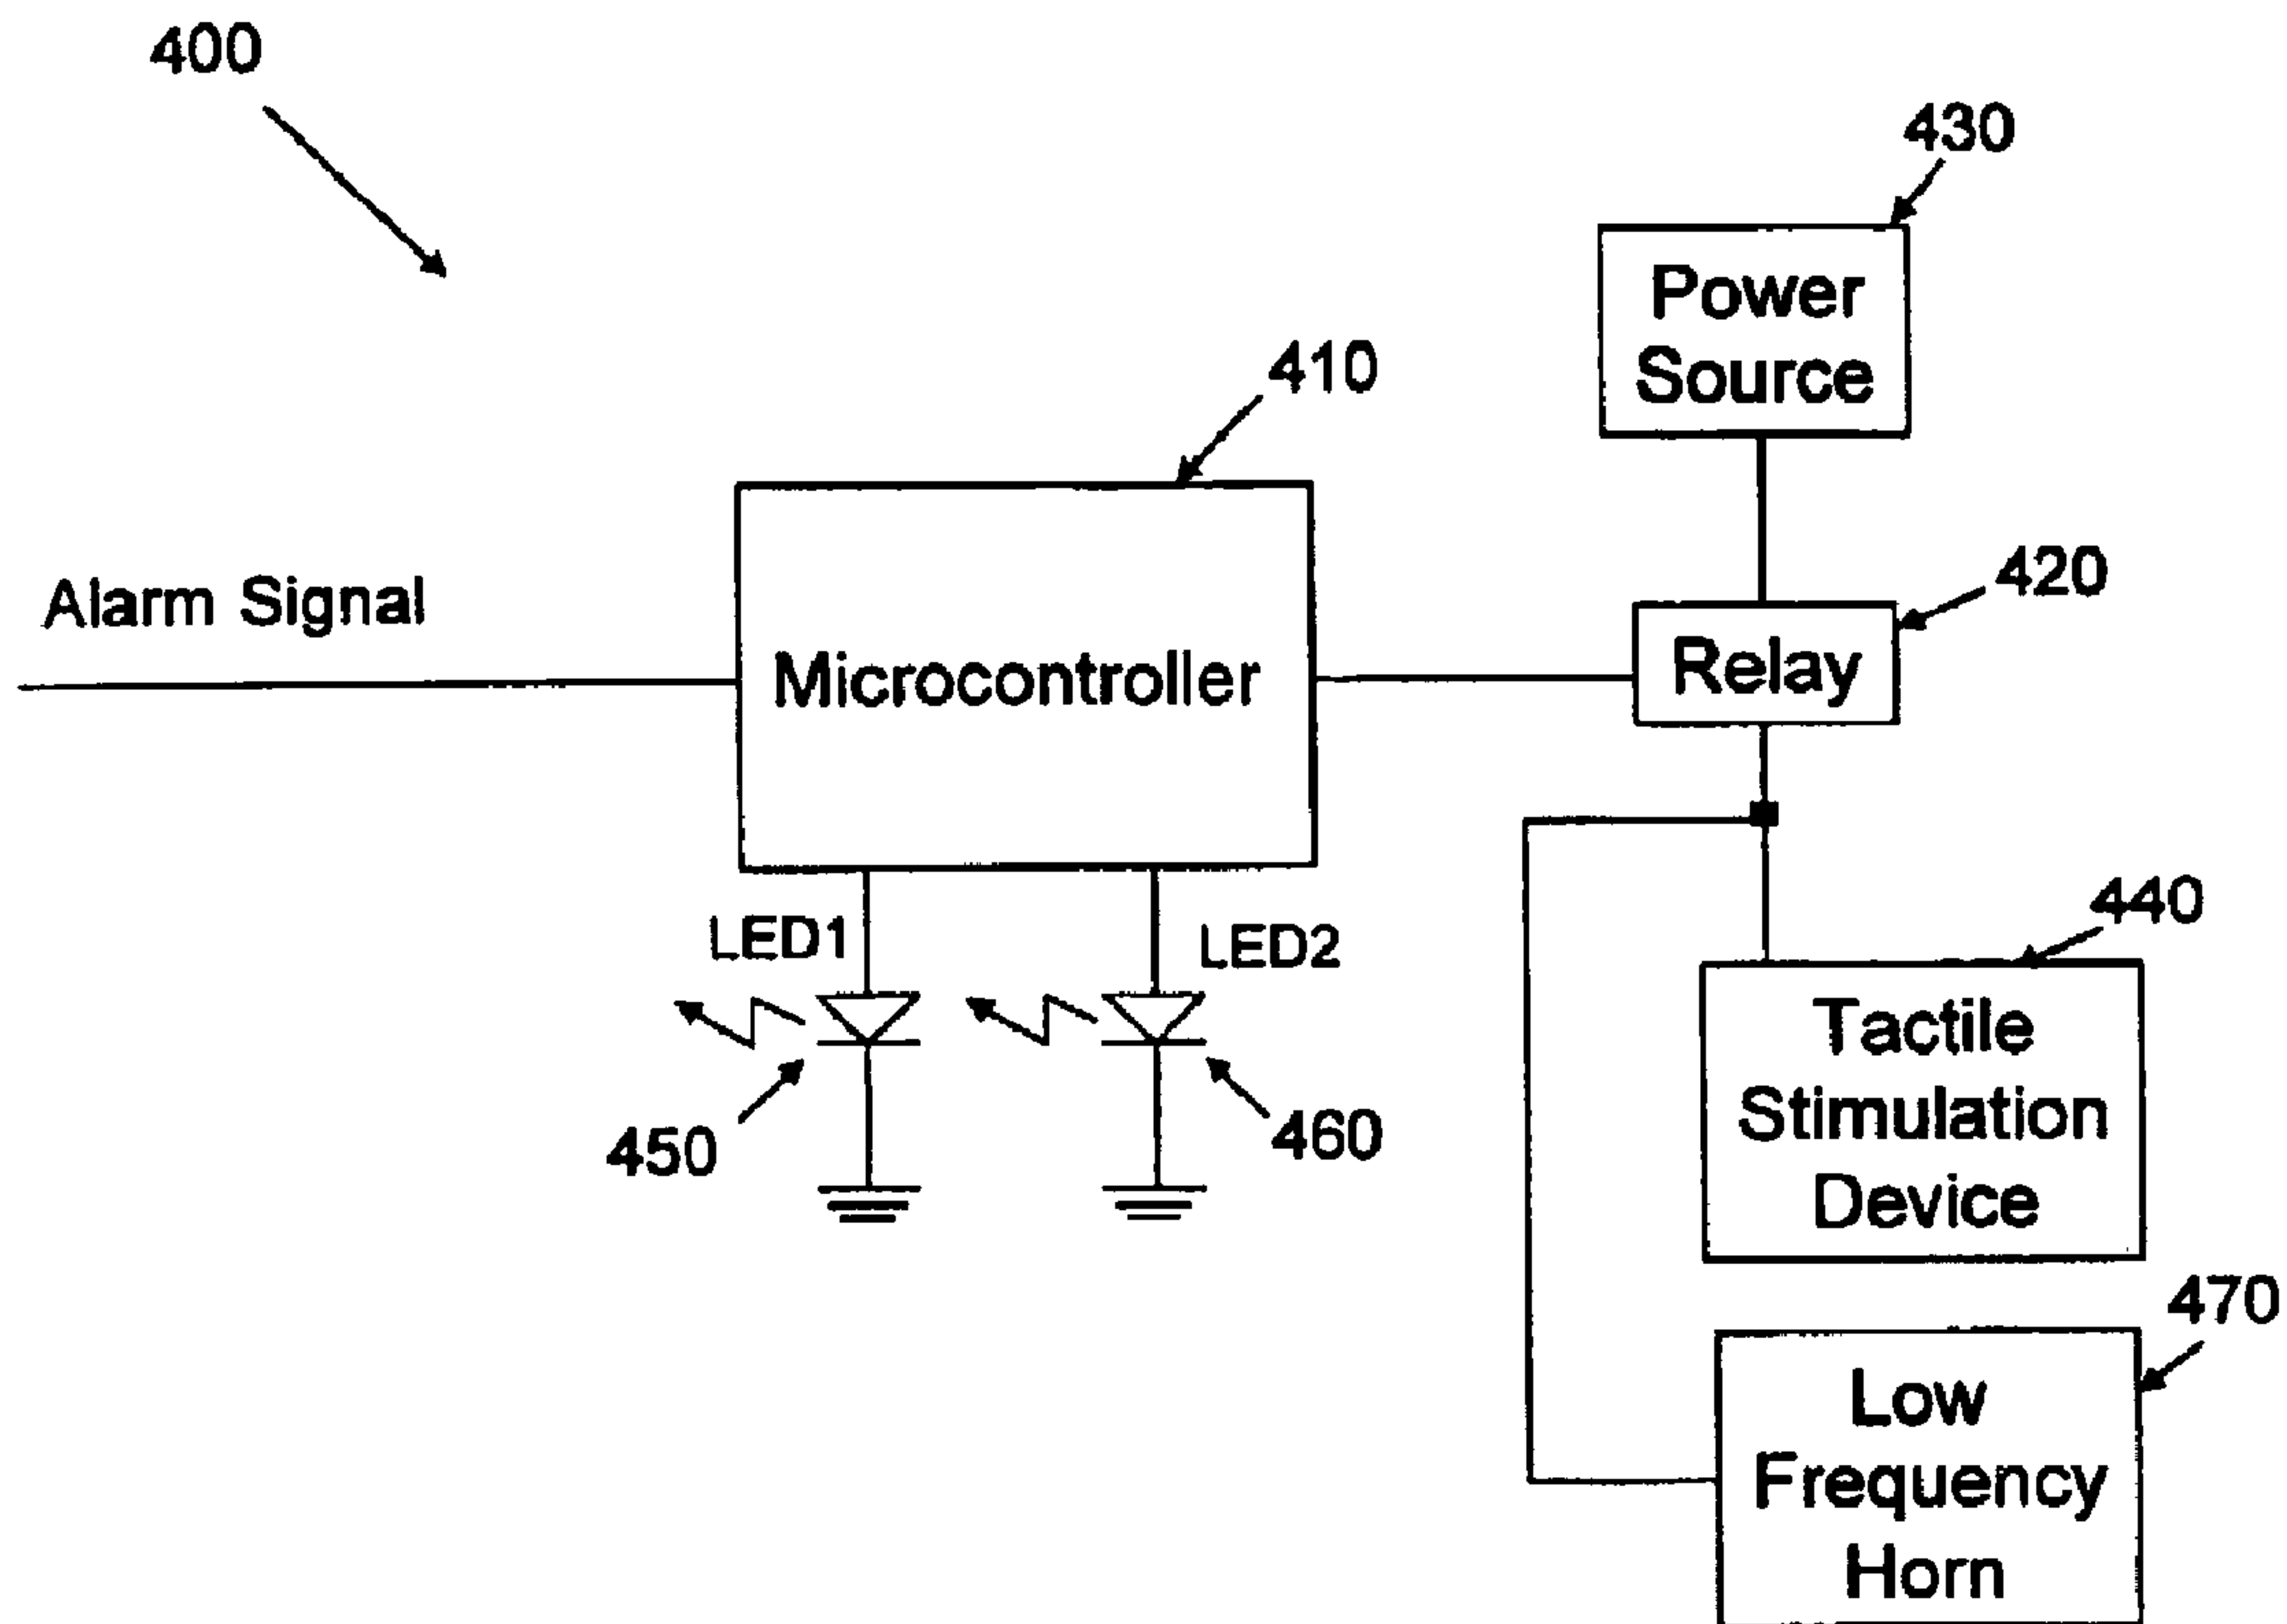 400
430
Power
Source
410
420
Alarm Signal
Microcontroller
Relay
LED1
LED2
440
450
460
Tactile
Stimulation
Device
470
Low
Frequency
Horn